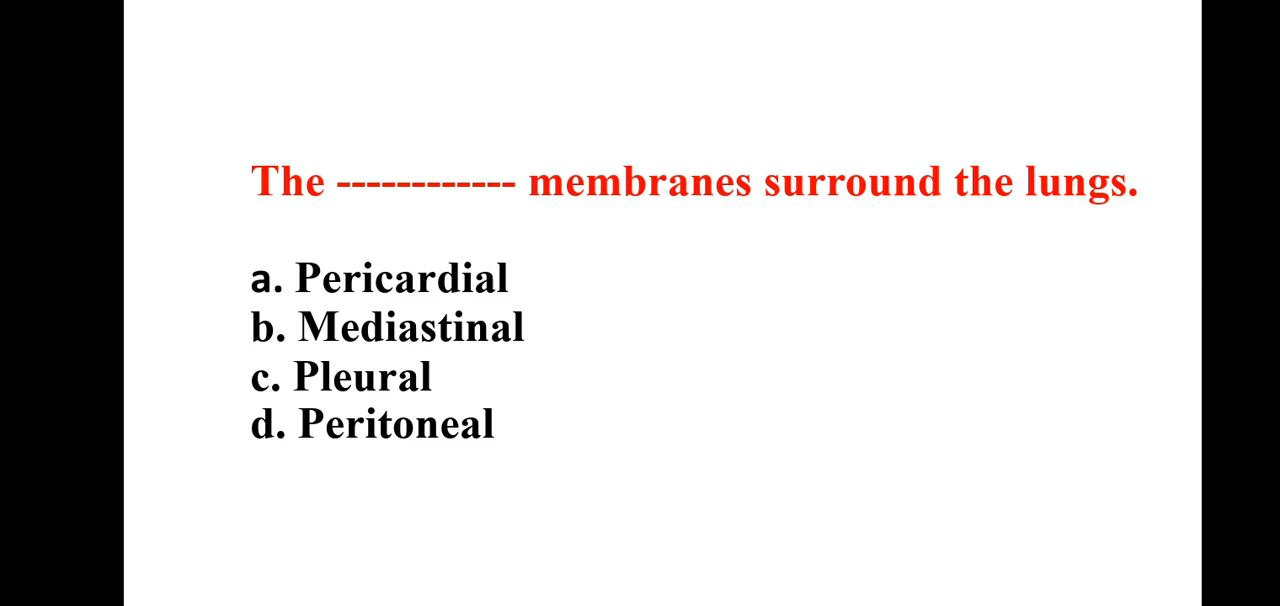 The ------------ membranes surround the lungs.
a. Pericardial
b. Mediastinal
c. Pleural
d. Peritoneal